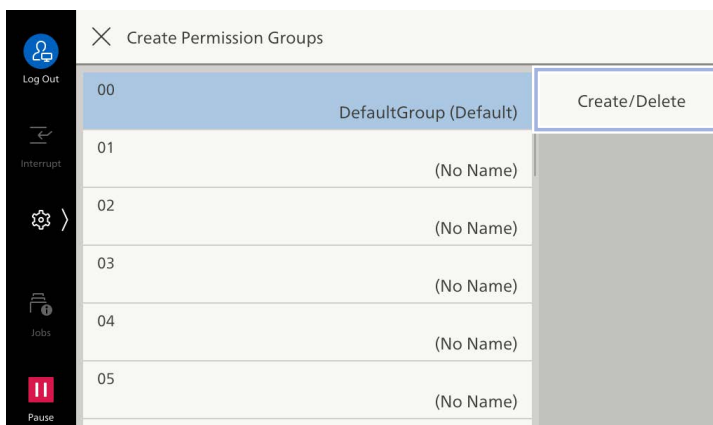 Create Permission Groups
Log Out
00
DefaultGroup (Default)
Create/Delete
01
(No Name)
Interrupt
02
(No Name)
03
(No Name)
Jobs
04
(No Name)
05
(No Name)
Pause